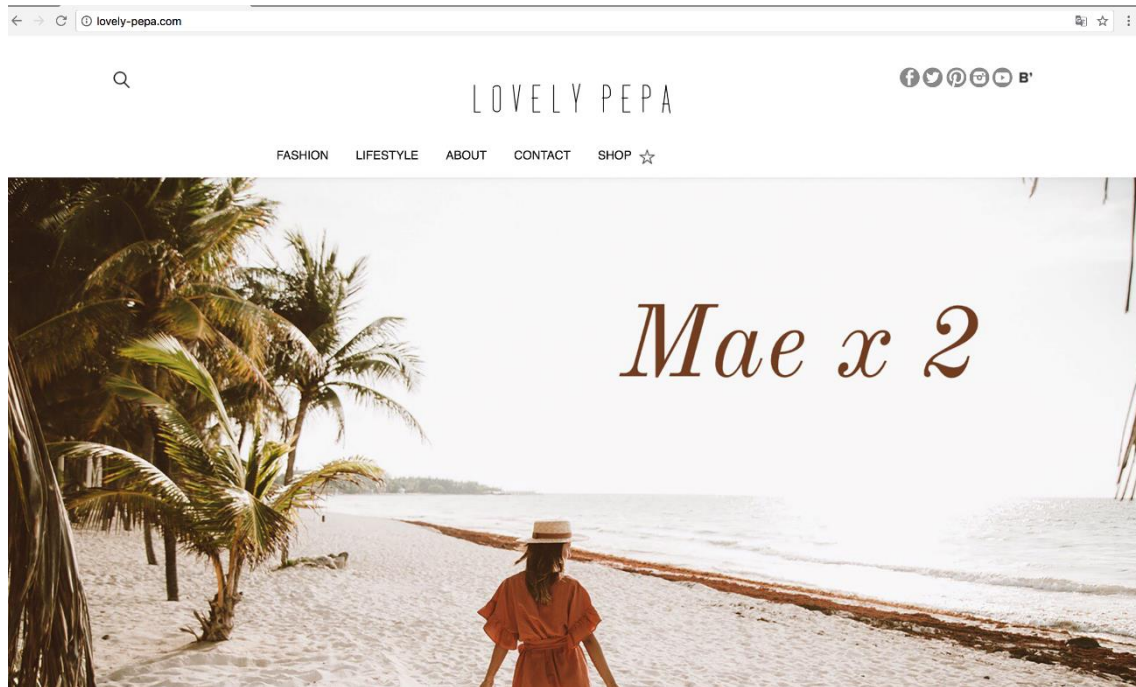 lovely-pepa.com
LOVELY PEPA
B'
FASHION LIFESTYLE ABOUT CONTACT SHOP
Mae x 2